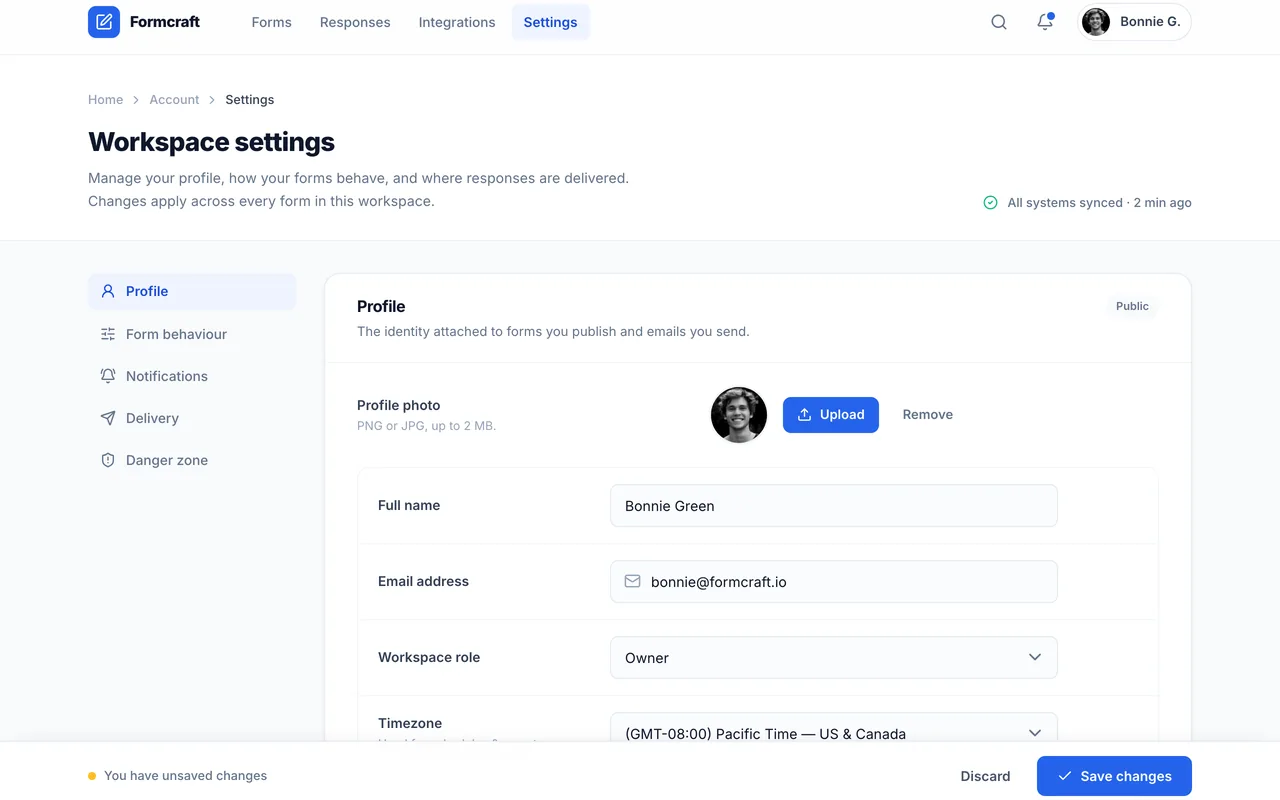 Formcraft
Forms
Responses
Integrations
Settings
Bonnie G.
Home
Account
Settings
Workspace settings
Manage your profile, how your forms behave, and where responses are delivered.
Changes apply across every form in this workspace.
All systems synced · 2 min ago
Profile
Form behaviour
Notifications
Delivery
Danger zone
Profile
Public
The identity attached to forms you publish and emails you send.
Profile photo
PNG or JPG, up to 2 MB.
Upload
Remove
Full name
Bonnie Green
Email address
bonnie@formcraft.io
Workspace role
Owner
Timezone
(GMT-08:00) Pacific Time — US & Canada
You have unsaved changes
Discard
Save changes